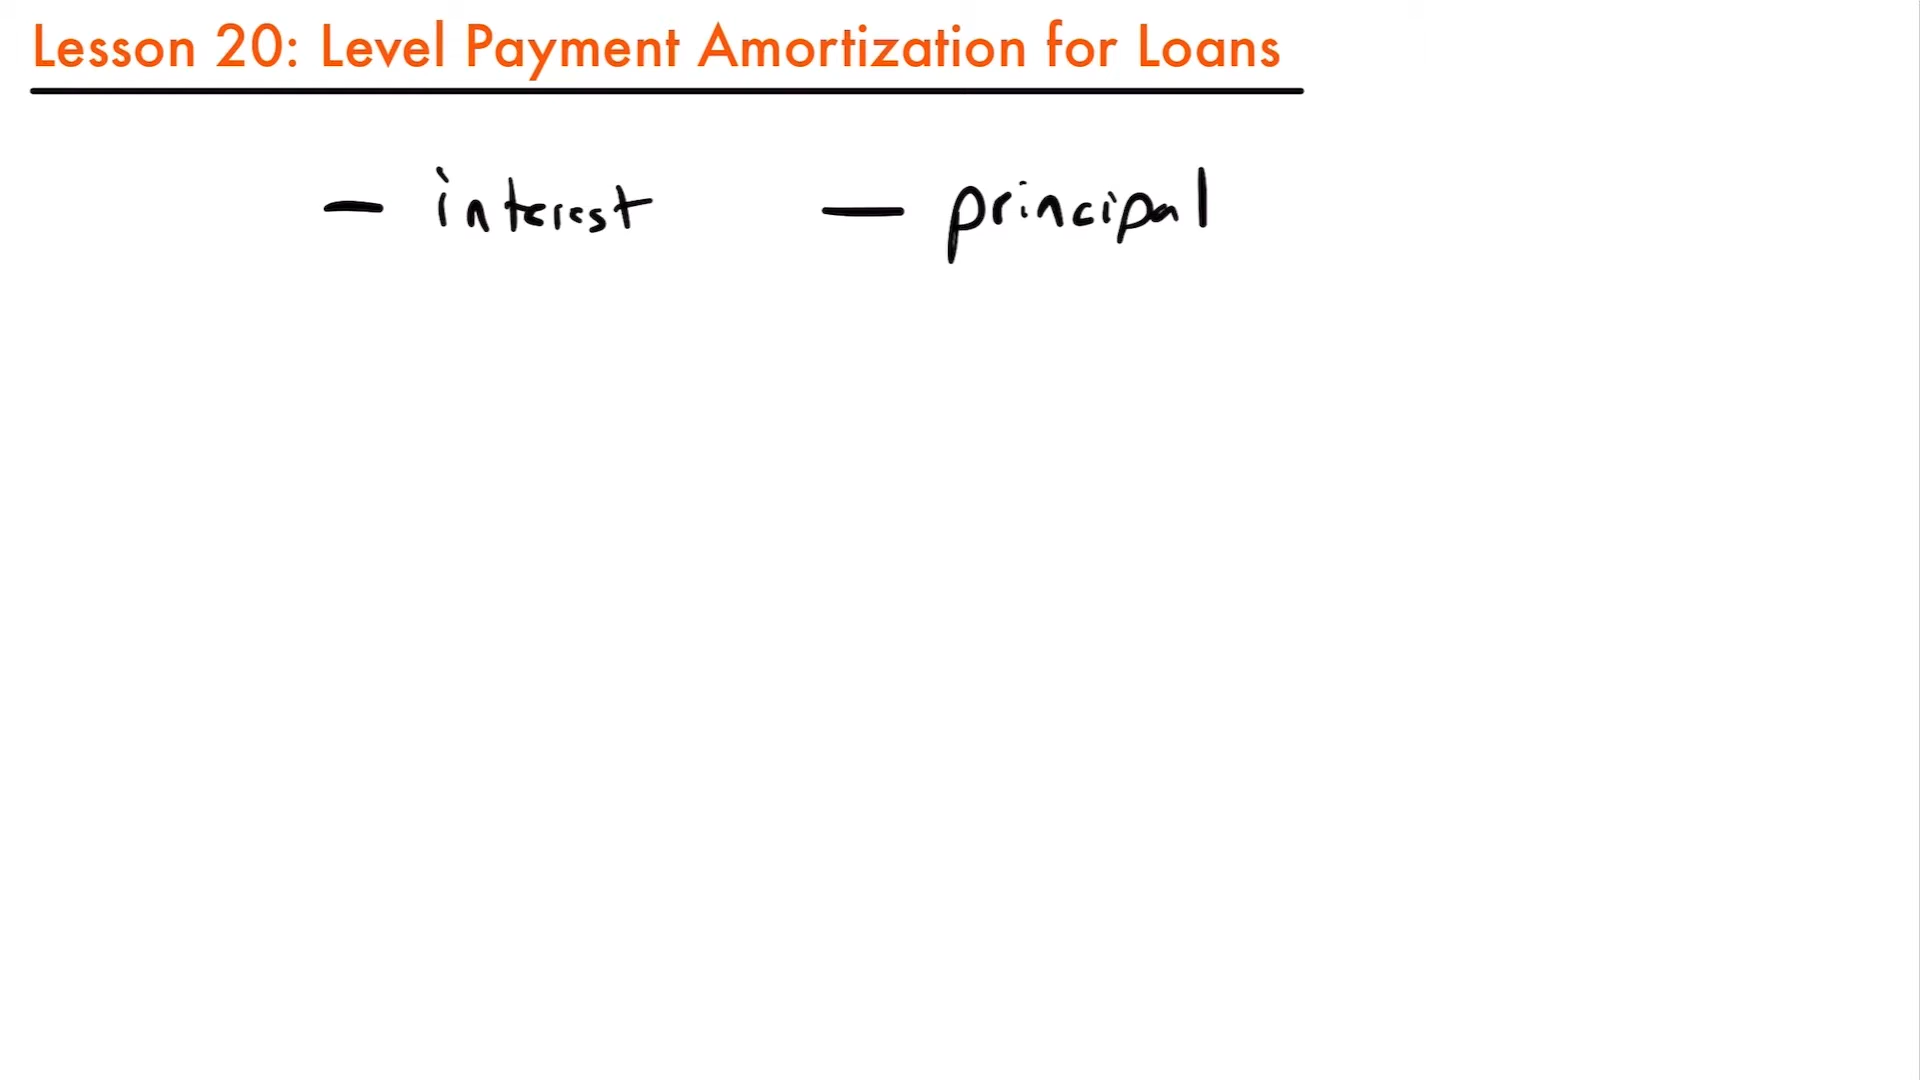 Lesson 20: Level Payment Amortization for Loans
– interest – principal